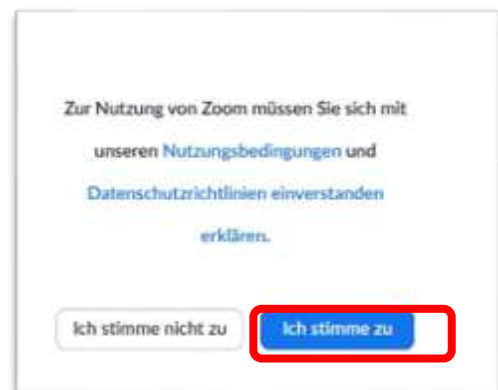 Zur Nutzung von Zoom müssen Sie sich mit
unseren Nutzungsbedingungen und
Datenschutzrichtlinien einverstanden
erklären.
Ich stimme nicht zu
Ich stimme zu